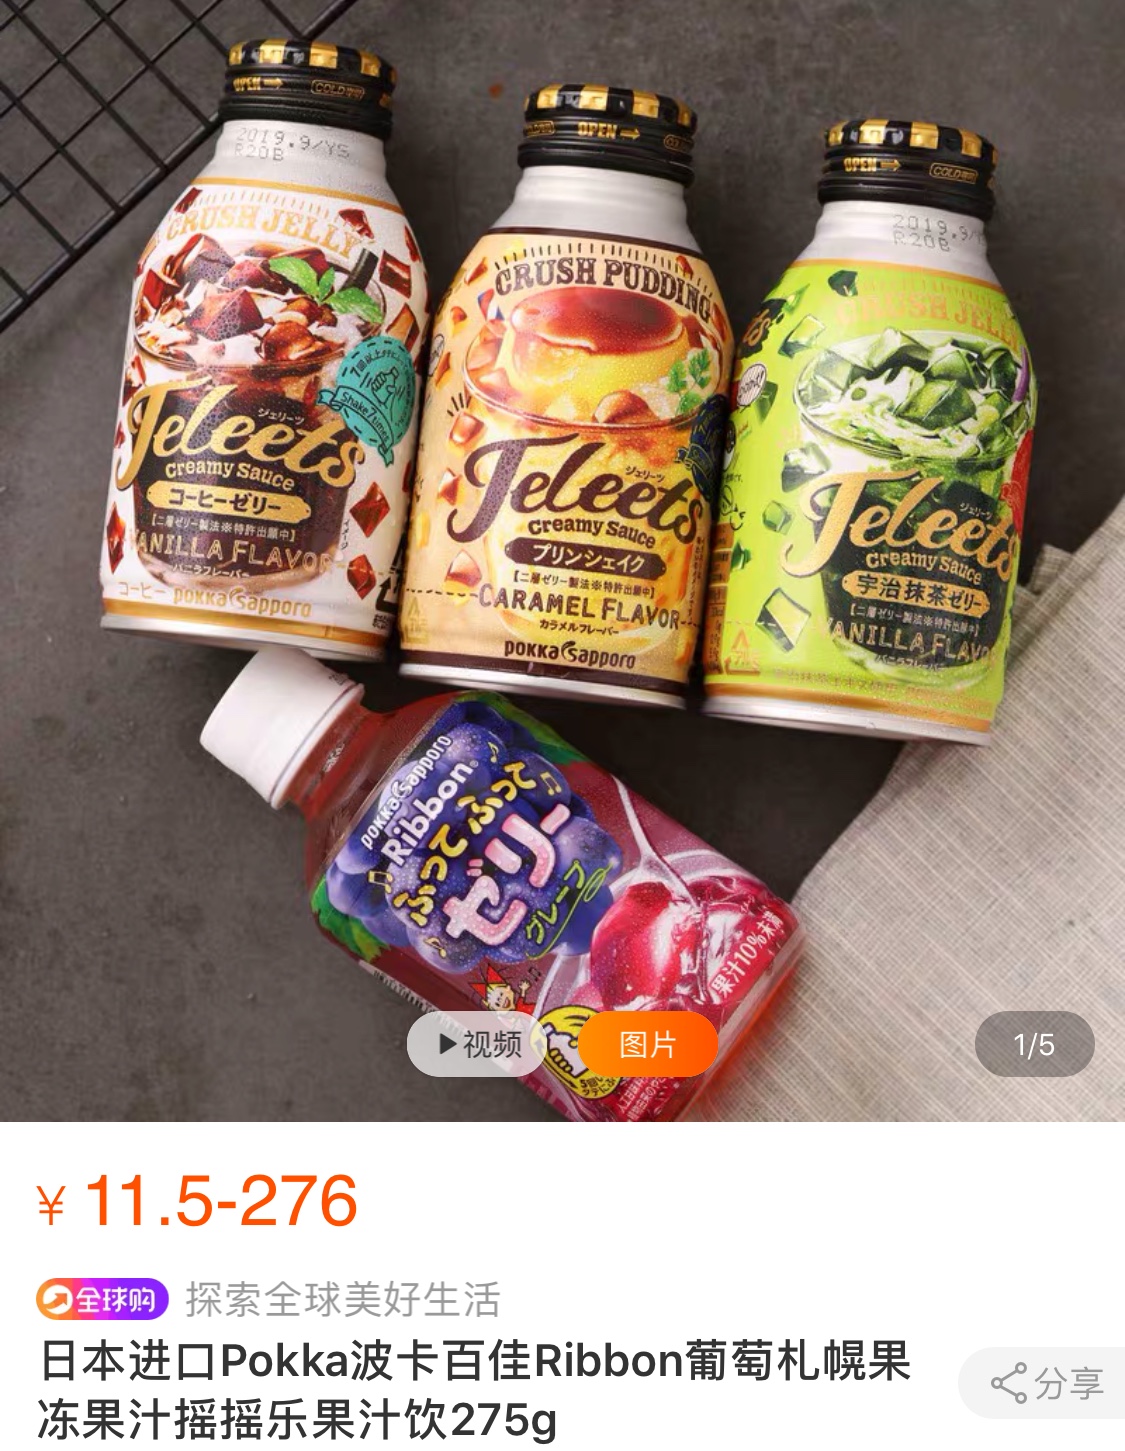 OPEN
COLD
2019.9/YS
R20B
CRUSH JELLY
Shake 7 times
ジェリーツ
Jeleets
Creamy Sauce
コーヒーゼリー
【二層ゼリー製法※特許出願中】
VANILLA FLAVOR
バニラフレーバー
コーヒー
pokka sapporo
OPEN
CRUSH PUDDING
ジェリーツ
Jeleets
Creamy Sauce
プリンシェイク
【二層ゼリー製法※特許出願中】
CARAMEL FLAVOR
カラメルフレーバー
pokka sapporo
OPEN
COLD
2019.9/
R20B
CRUSH JELLY
ジェリーツ
Jeleets
Creamy Sauce
宇治抹茶ゼリー
【二層ゼリー製法※特許出願中】
VANILLA FLAVOR
バニラフレーバー
pokka sapporo
Ribbon
ふってふって
ゼリー
グレープ
果汁10%未満
视频
图片
1/5
¥ 11.5-276
全球购 探索全球美好生活
日本进口Pokka波卡百佳Ribbon葡萄札幌果
冻果汁摇摇乐果汁饮275g
分享